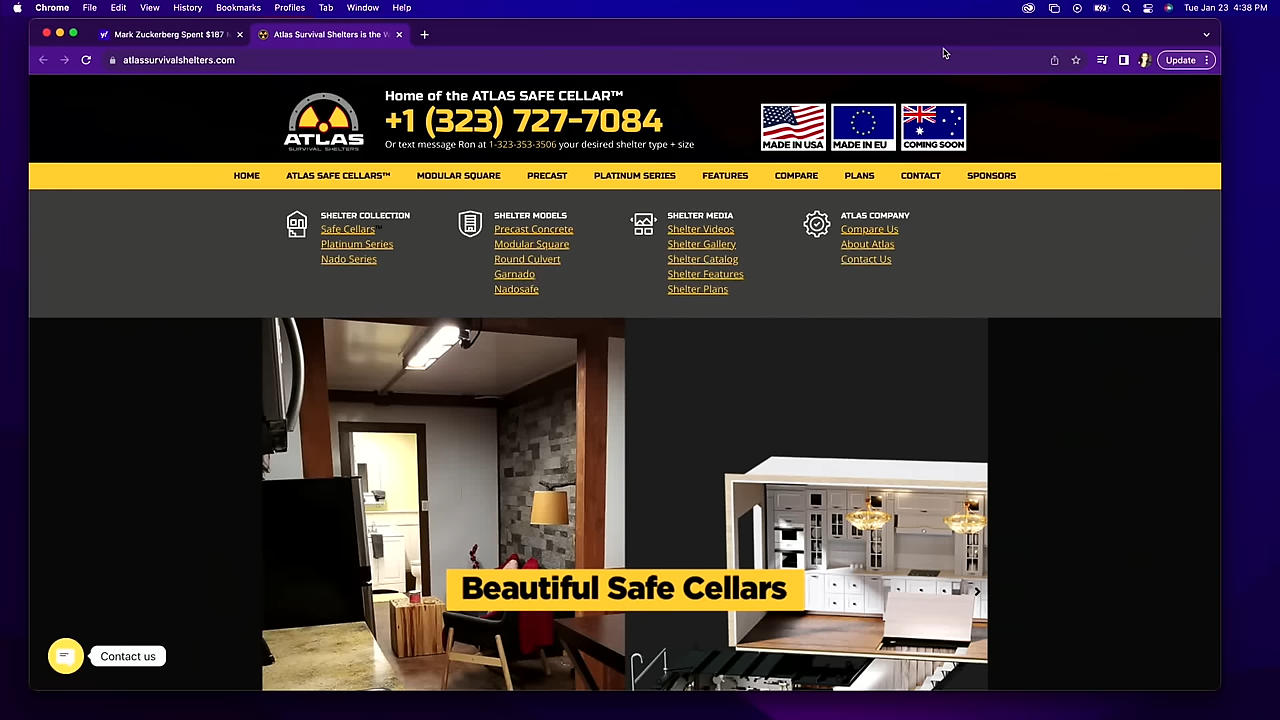 Chrome File Edit View History Bookmarks Profiles Tab Window Help
Tue Jan 23 4:38 PM
Mark Zuckerberg Spent $187
Atlas Survival Shelters is the W
atlassurvivalshelters.com
Update
ATLAS
SURVIVAL SHELTERS
Home of the ATLAS SAFE CELLAR™
+1 (323) 727-7084
Or text message Ron at 1-323-353-3506 your desired shelter type + size
MADE IN USA
MADE IN EU
COMING SOON
HOME ATLAS SAFE CELLARS™ MODULAR SQUARE PRECAST PLATINUM SERIES FEATURES COMPARE PLANS CONTACT SPONSORS
SHELTER COLLECTION
Safe Cellars™
Platinum Series
Nado Series
SHELTER MODELS
Precast Concrete
Modular Square
Round Culvert
Garnado
Nadosafe
SHELTER MEDIA
Shelter Videos
Shelter Gallery
Shelter Catalog
Shelter Features
Shelter Plans
ATLAS COMPANY
Compare Us
About Atlas
Contact Us
Beautiful Safe Cellars
Contact us